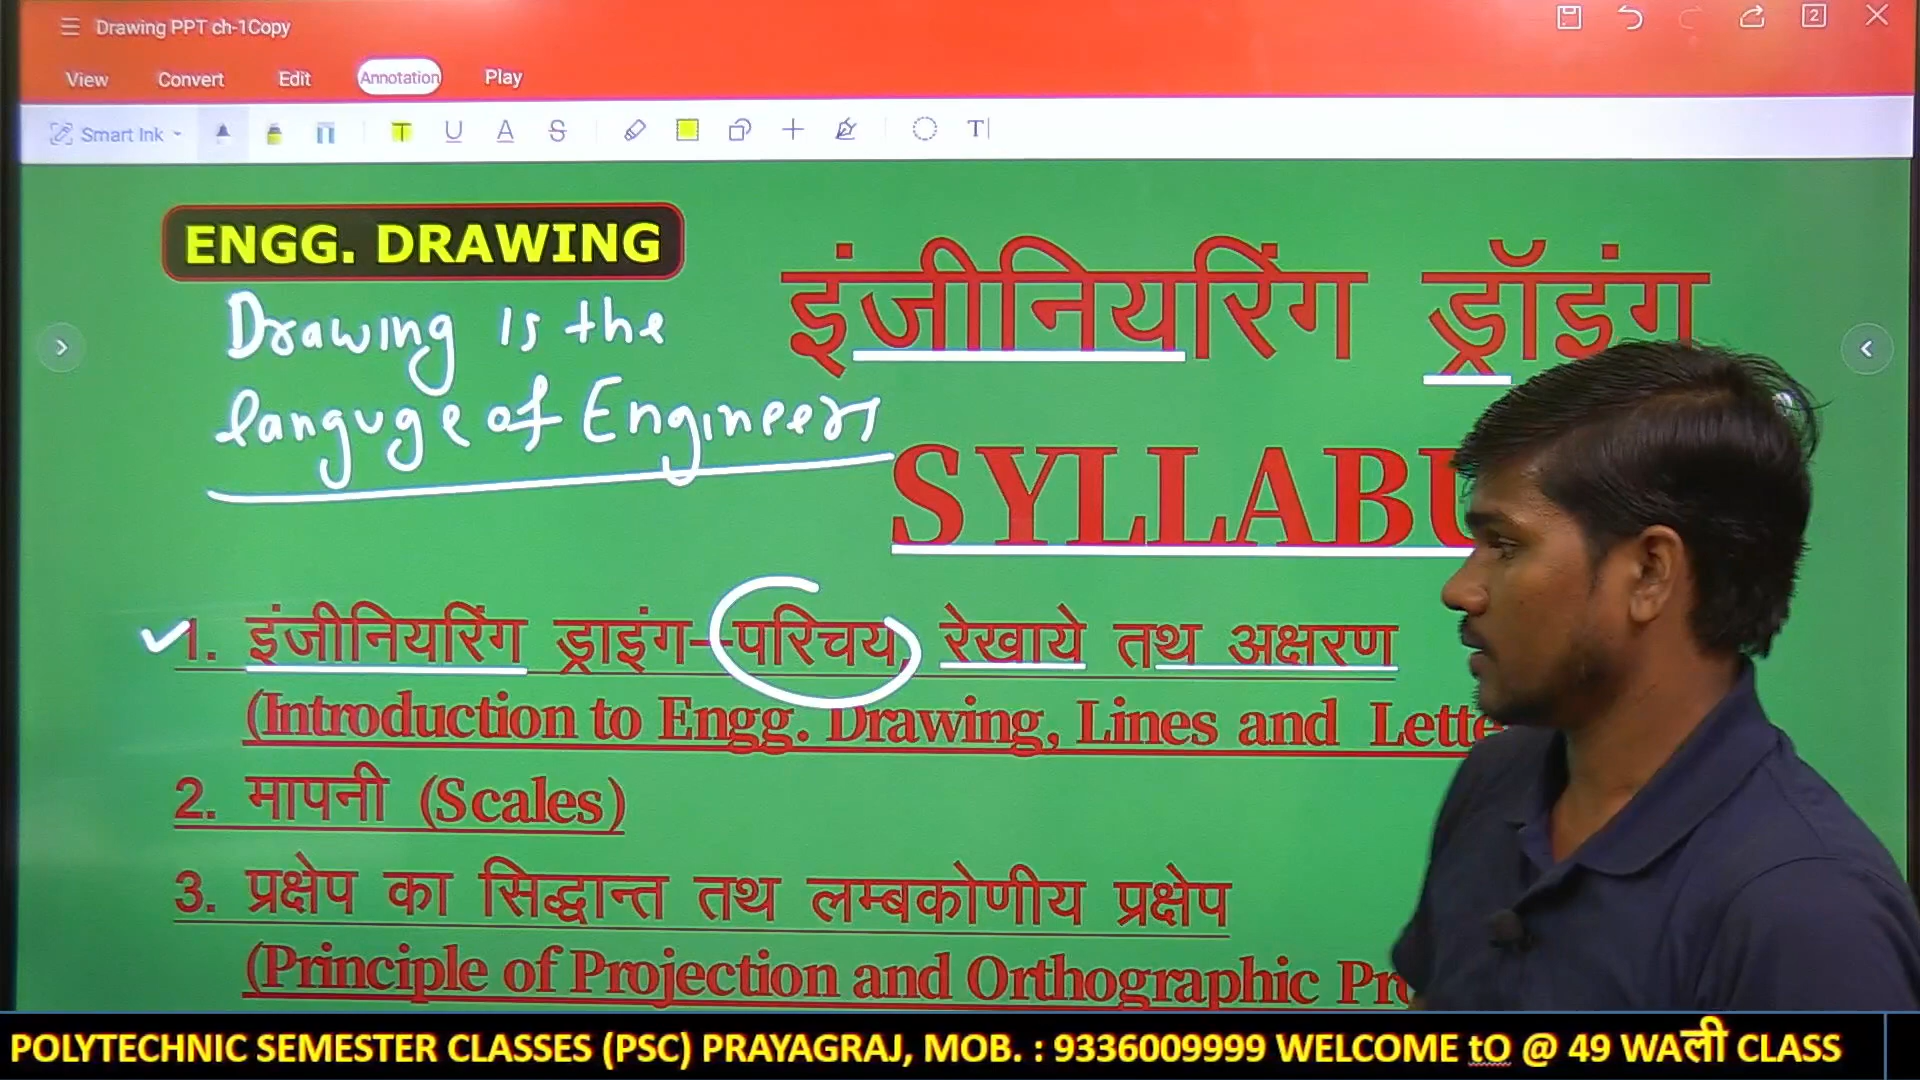 Drawing PPT ch-1Copy
2
View Convert Edit Annotation Play
Smart Ink T U A S T
ENGG. DRAWING
इंजीनियरिंग ड्रॉइंग
Drawing is the
languge of Engineers
SYLLABU
1. इंजीनियरिंग ड्राइंग–परिचय, रेखाये तथ अक्षरण
(Introduction to Engg. Drawing, Lines and Lette
2. मापनी (Scales)
3. प्रक्षेप का सिद्धान्त तथ लम्बकोणीय प्रक्षेप
(Principle of Projection and Orthographic Pro
POLYTECHNIC SEMESTER CLASSES (PSC) PRAYAGRAJ, MOB. : 9336009999 WELCOME tO @ 49 WAली CLASS